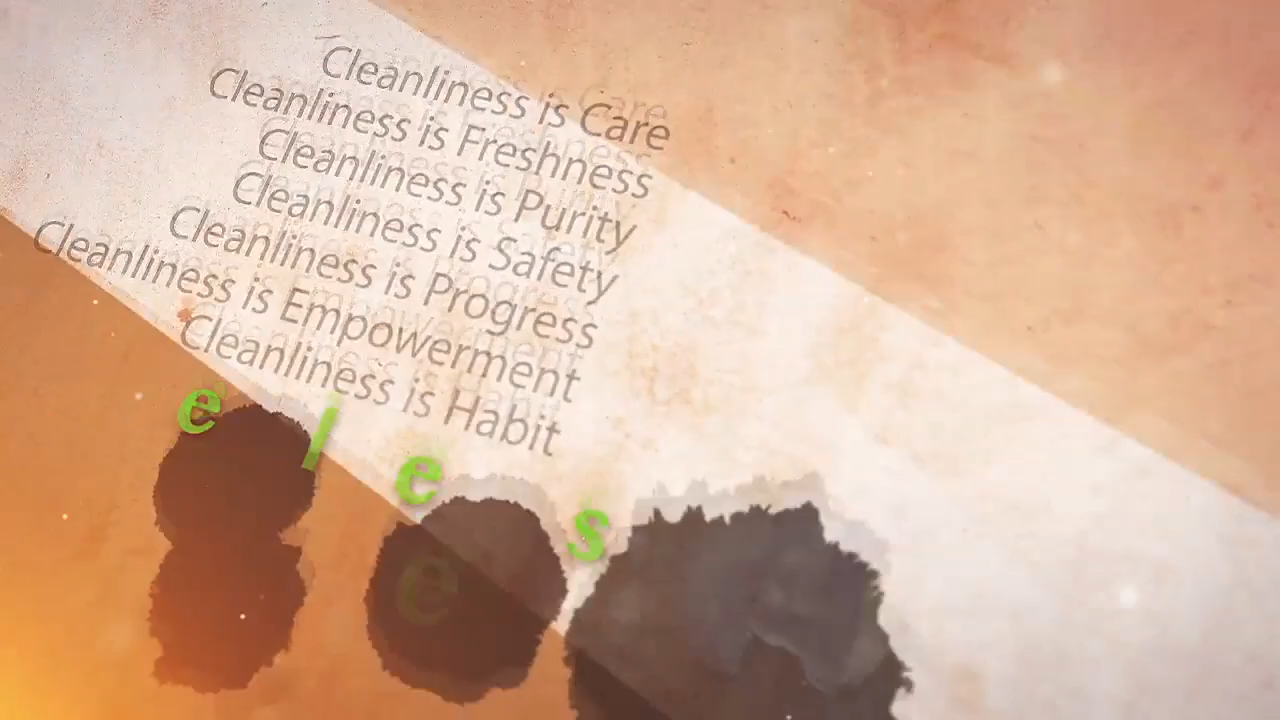 Cleanliness is Care
Cleanliness is Freshness
Cleanliness is Purity
Cleanliness is Safety
Cleanliness is Progress
Cleanliness is Empowerment
Cleanliness is Habit
e l e s
e